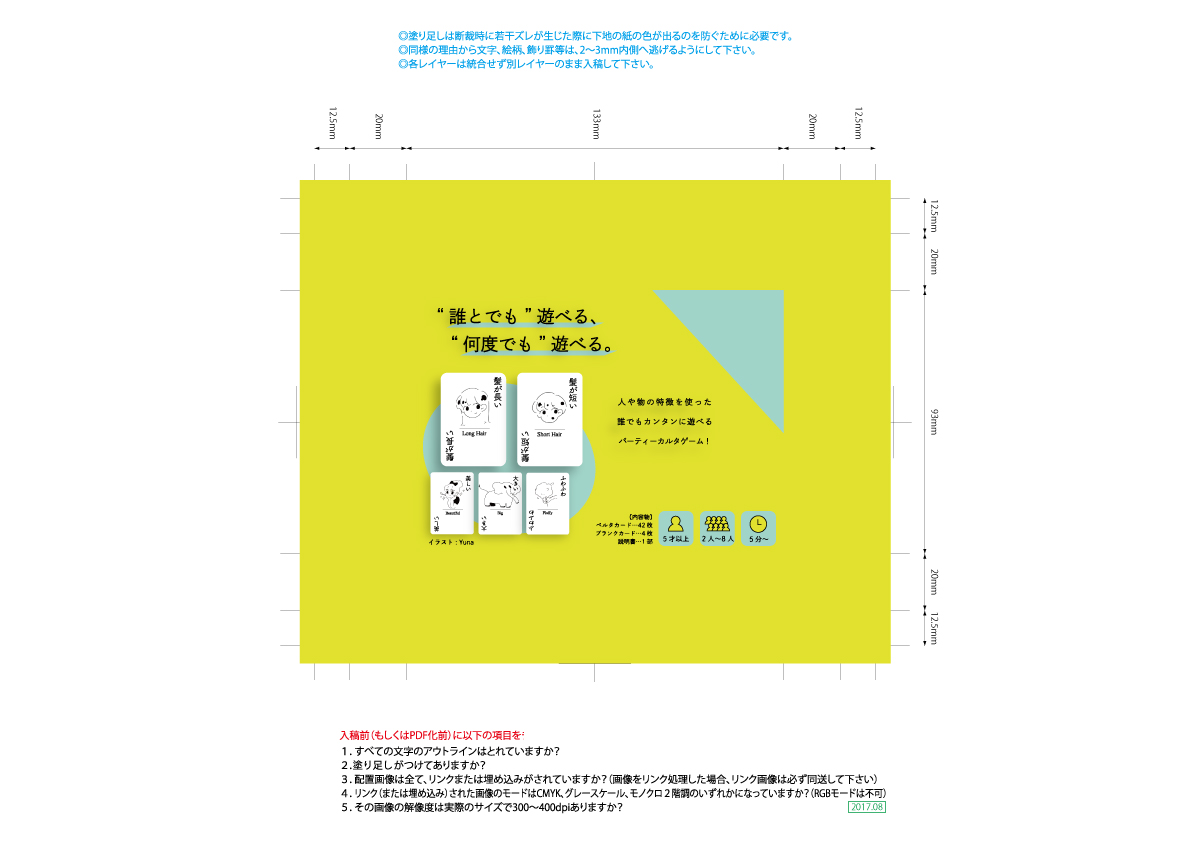 ◎塗り足しは断裁時に若干ズレが生じた際に下地の紙の色が出るのを防ぐために必要です。
◎同様の理由から文字、絵柄、飾り罫等は、2〜3mm内側へ逃げるようにして下さい。
◎各レイヤーは統合せず別レイヤーのまま入稿して下さい。
12.5mm
20mm
133mm
20mm
12.5mm
12.5mm
20mm
93mm
20mm
12.5mm
“誰とでも”遊べる、
“何度でも”遊べる。
髪が長い
Long Hair
髪が長い
髪が短い
Short Hair
髪が短い
人や物の特徴を使った
誰でもカンタンに遊べる
パーティーカルタゲーム！
美しい
Beautiful
美しい
大きい
Big
大きい
ふわふわ
Fluffy
ふわふわ
イラスト：Yuna
【内容物】
ペルタカード…42枚
ブランクカード…4枚
説明書…1部
5才以上
2人〜8人
5分〜
入稿前（もしくはPDF化前）に以下の項目を
1．すべての文字のアウトラインはとれていますか？
2．塗り足しがつけてありますか？
3．配置画像は全て、リンクまたは埋め込みがされていますか？（画像をリンク処理した場合、リンク画像は必ず同送して下さい）
4．リンク（または埋め込み）された画像のモードはCMYK、グレースケール、モノクロ2階調のいずれかになっていますか？（RGBモードは不可）
5．その画像の解像度は実際のサイズで300〜400dpiありますか？
2017.08